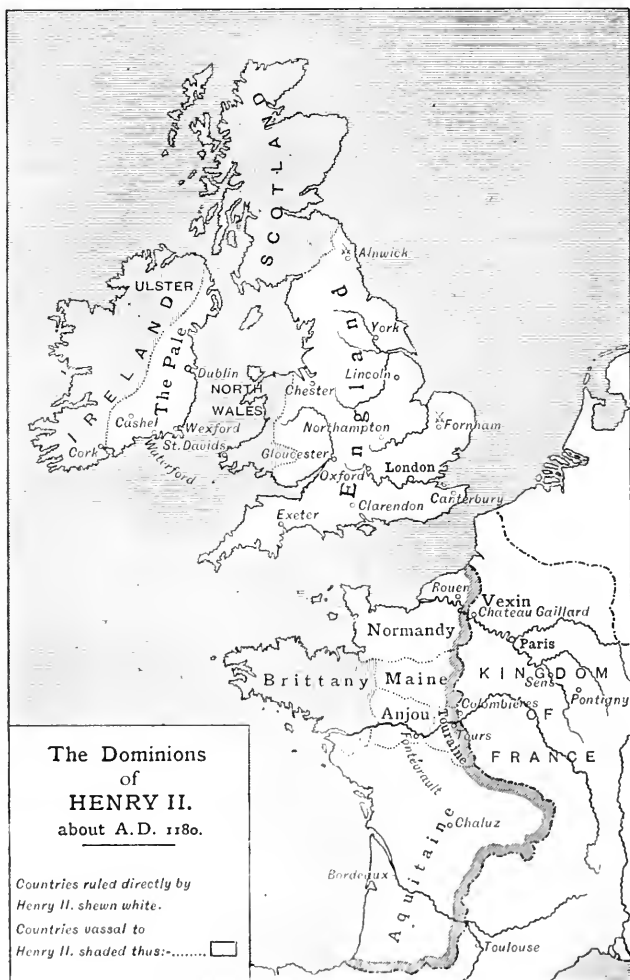 SCOTLAND
Alnwick
ULSTER
IRELAND
The Pale
England
York
Dublin
NORTH
WALES
Chester
Lincoln
Cashel
Wexford
Northampton
Fornham
Cork
St. Davids
Waterford
Gloucester
Oxford
London
Canterbury
Clarendon
Exeter
Rouen
Vexin
Chateau Gaillard
Normandy
Paris
Brittany
Maine
KINGDOM
Sens
Pontigny
Anjou
Colombières
OF
Touraine
Tours
Fontévrault
FRANCE
Chaluz
Aquitaine
Bordeaux
Toulouse
The Dominions
of
HENRY II.
about A.D. 1180.
Countries ruled directly by
Henry II. shewn white.
Countries vassal to
Henry II. shaded thus:-........